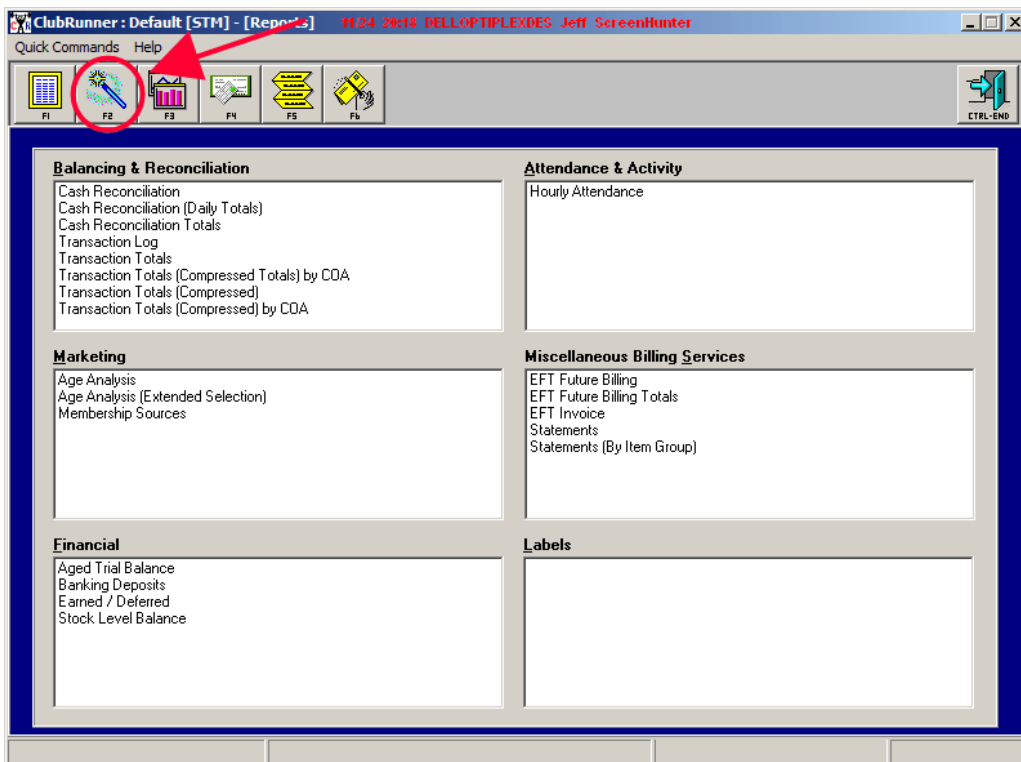 ClubRunner : Default [STM] - [Reports] 11/24 20:18 DELLOPTIPLEXDES Jeff ScreenHunter
Quick Commands Help
F1 F2 F3 F4 F5 F6 CTRL-END
Balancing & Reconciliation
Cash Reconciliation
Cash Reconciliation (Daily Totals)
Cash Reconciliation Totals
Transaction Log
Transaction Totals
Transaction Totals (Compressed Totals) by COA
Transaction Totals (Compressed)
Transaction Totals (Compressed) by COA
Attendance & Activity
Hourly Attendance
Marketing
Age Analysis
Age Analysis (Extended Selection)
Membership Sources
Miscellaneous Billing Services
EFT Future Billing
EFT Future Billing Totals
EFT Invoice
Statements
Statements (By Item Group)
Financial
Aged Trial Balance
Banking Deposits
Earned / Deferred
Stock Level Balance
Labels